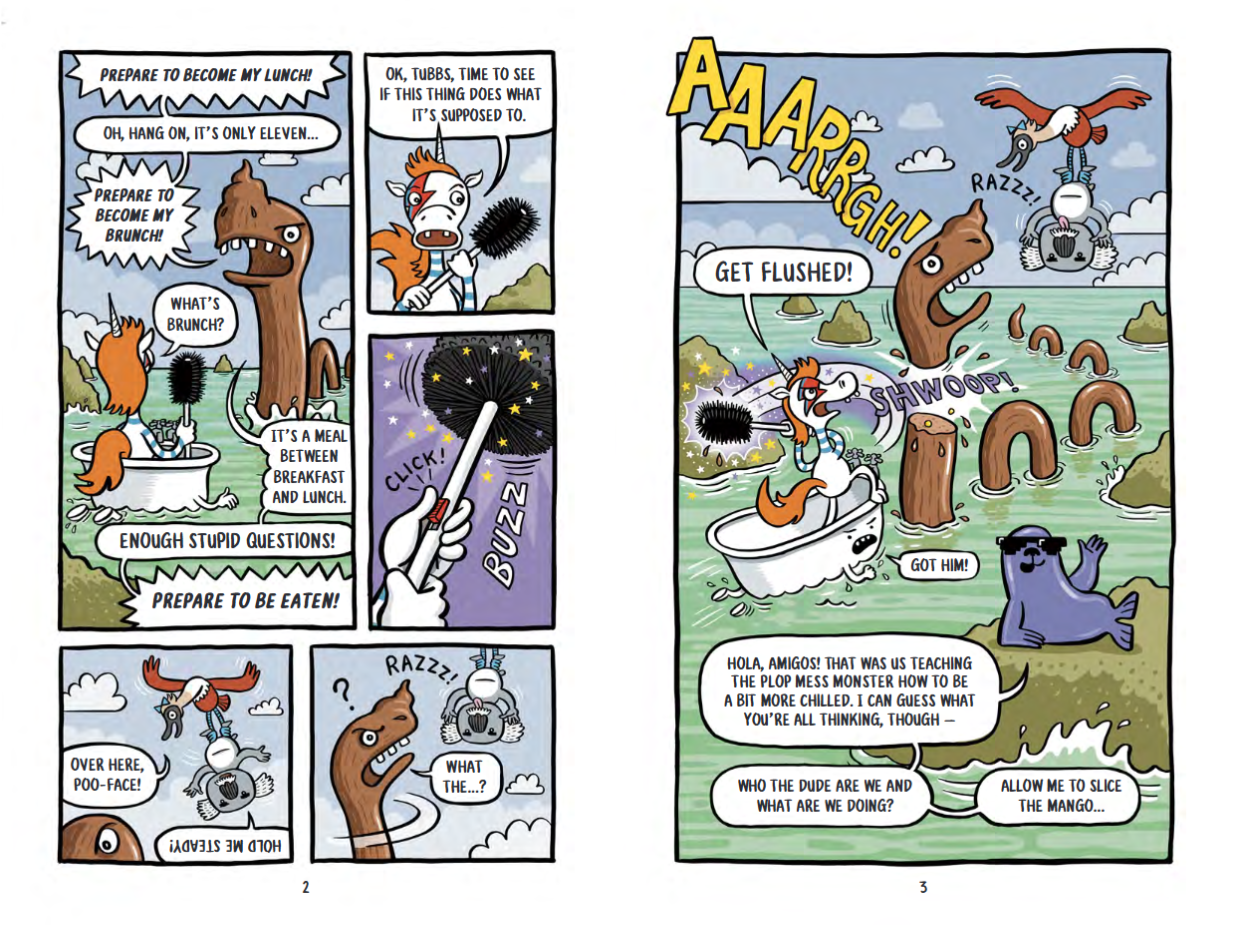 PREPARE TO BECOME MY LUNCH!
OH, HANG ON, IT'S ONLY ELEVEN...
PREPARE TO
BECOME MY
BRUNCH!
WHAT'S
BRUNCH?
IT'S A MEAL
BETWEEN
BREAKFAST
AND LUNCH.
ENOUGH STUPID QUESTIONS!
PREPARE TO BE EATEN!
OK, TUBBS, TIME TO SEE
IF THIS THING DOES WHAT
IT'S SUPPOSED TO.
CLICK!
BUZZ
OVER HERE,
POO-FACE!
HOLD ME STEADY!
?
RAZZZ!
WHAT
THE...?
2
AAARRGH!
RAZZZ!
GET FLUSHED!
SHWOOP!
GOT HIM!
HOLA, AMIGOS! THAT WAS US TEACHING
THE PLOP MESS MONSTER HOW TO BE
A BIT MORE CHILLED. I CAN GUESS WHAT
YOU'RE ALL THINKING, THOUGH –
WHO THE DUDE ARE WE AND
WHAT ARE WE DOING?
ALLOW ME TO SLICE
THE MANGO...
3